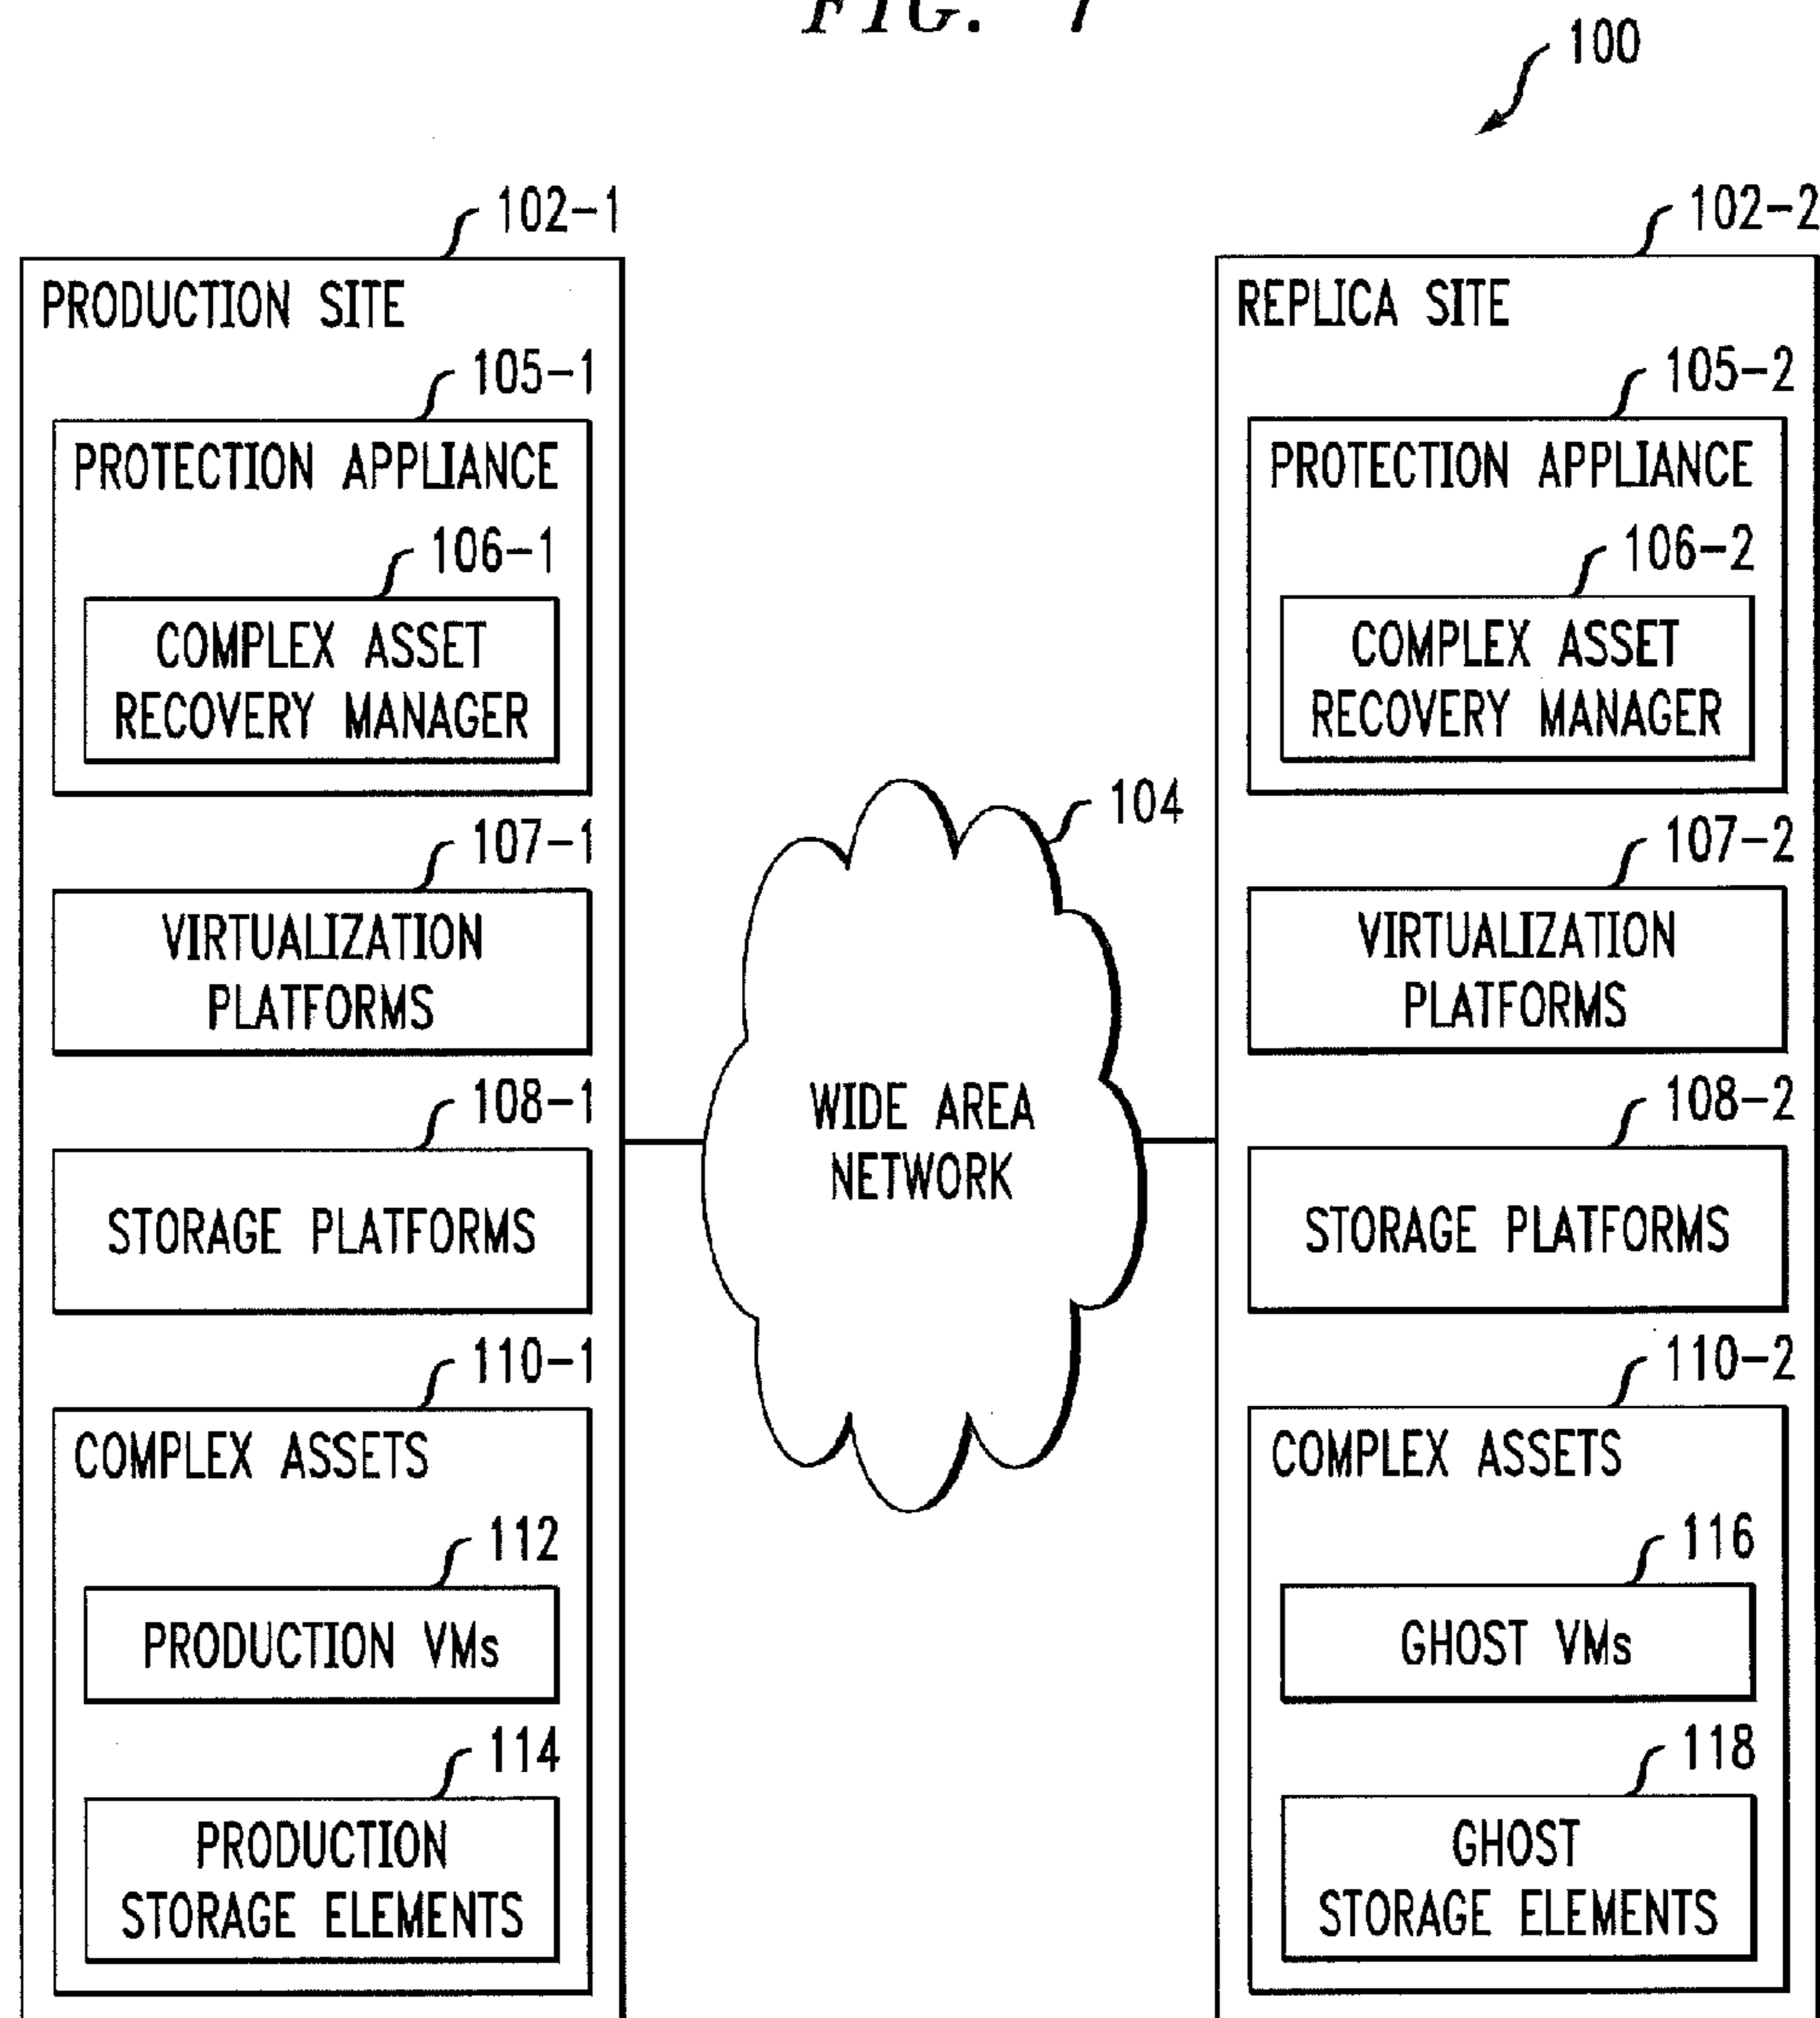 FIG.
100
102-1
PRODUCTION SITE
105-1
PROTECTION APPLIANCE
106-1
COMPLEX ASSET
RECOVERY MANAGER
107-1
VIRTUALIZATION
PLATFORMS
108-1
STORAGE PLATFORMS
110-1
COMPLEX ASSETS
112
PRODUCTION VMs
114
PRODUCTION
STORAGE ELEMENTS
104
WIDE AREA
NETWORK
102-2
REPLICA SITE
105-2
PROTECTION APPLIANCE
106-2
COMPLEX ASSET
RECOVERY MANAGER
107-2
VIRTUALIZATION
PLATFORMS
108-2
STORAGE PLATFORMS
110-2
COMPLEX ASSETS
116
GHOST VMs
118
GHOST
STORAGE ELEMENTS